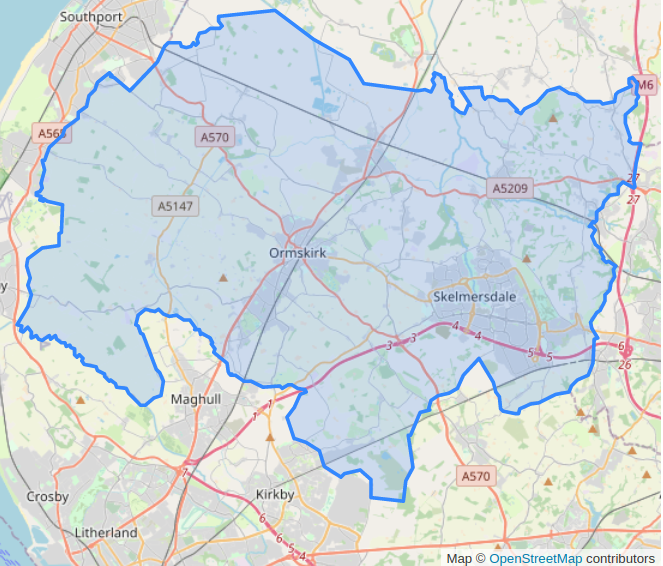 Southport
M6
A565
A570
27
A5209
27
A5147
Ormskirk
Skelmersdale
4
4
3
3
6
5
5
26
Maghull
1
1
7
A570
Kirkby
Crosby
6
Litherland
6
5
4
Map © OpenStreetMap contributors